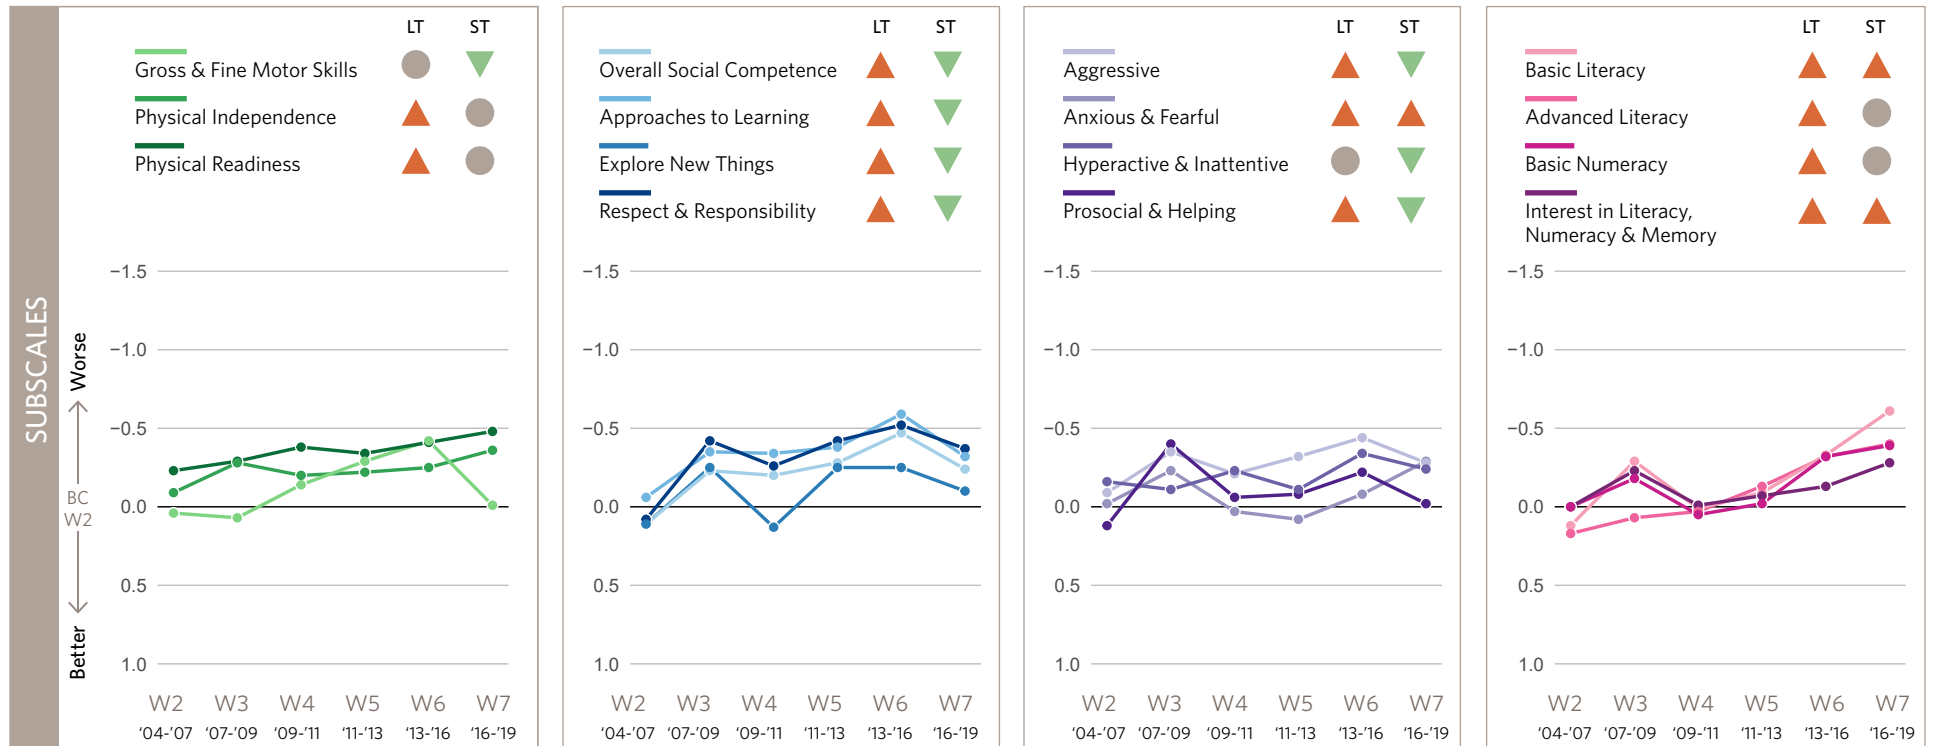 SUBSCALES
Worse
BC
W2
Better
LT ST
Gross & Fine Motor Skills
Physical Independence
Physical Readiness
−1.5
−1.0
−0.5
0.0
0.5
1.0
W2 W3 W4 W5 W6 W7
‘04-’07 ‘07-’09 ‘09-’11 ‘11-’13 ‘13-’16 ‘16-’19
LT ST
Overall Social Competence
Approaches to Learning
Explore New Things
Respect & Responsibility
−1.5
−1.0
−0.5
0.0
0.5
1.0
W2 W3 W4 W5 W6 W7
‘04-’07 ‘07-’09 ‘09-’11 ‘11-’13 ‘13-’16 ‘16-’19
LT ST
Aggressive
Anxious & Fearful
Hyperactive & Inattentive
Prosocial & Helping
−1.5
−1.0
−0.5
0.0
0.5
1.0
W2 W3 W4 W5 W6 W7
‘04-’07 ‘07-’09 ‘09-’11 ‘11-’13 ‘13-’16 ‘16-’19
LT ST
Basic Literacy
Advanced Literacy
Basic Numeracy
Interest in Literacy,
Numeracy & Memory
−1.5
−1.0
−0.5
0.0
0.5
1.0
W2 W3 W4 W5 W6 W7
‘04-’07 ‘07-’09 ‘09-’11 ‘11-’13 ‘13-’16 ‘16-’19